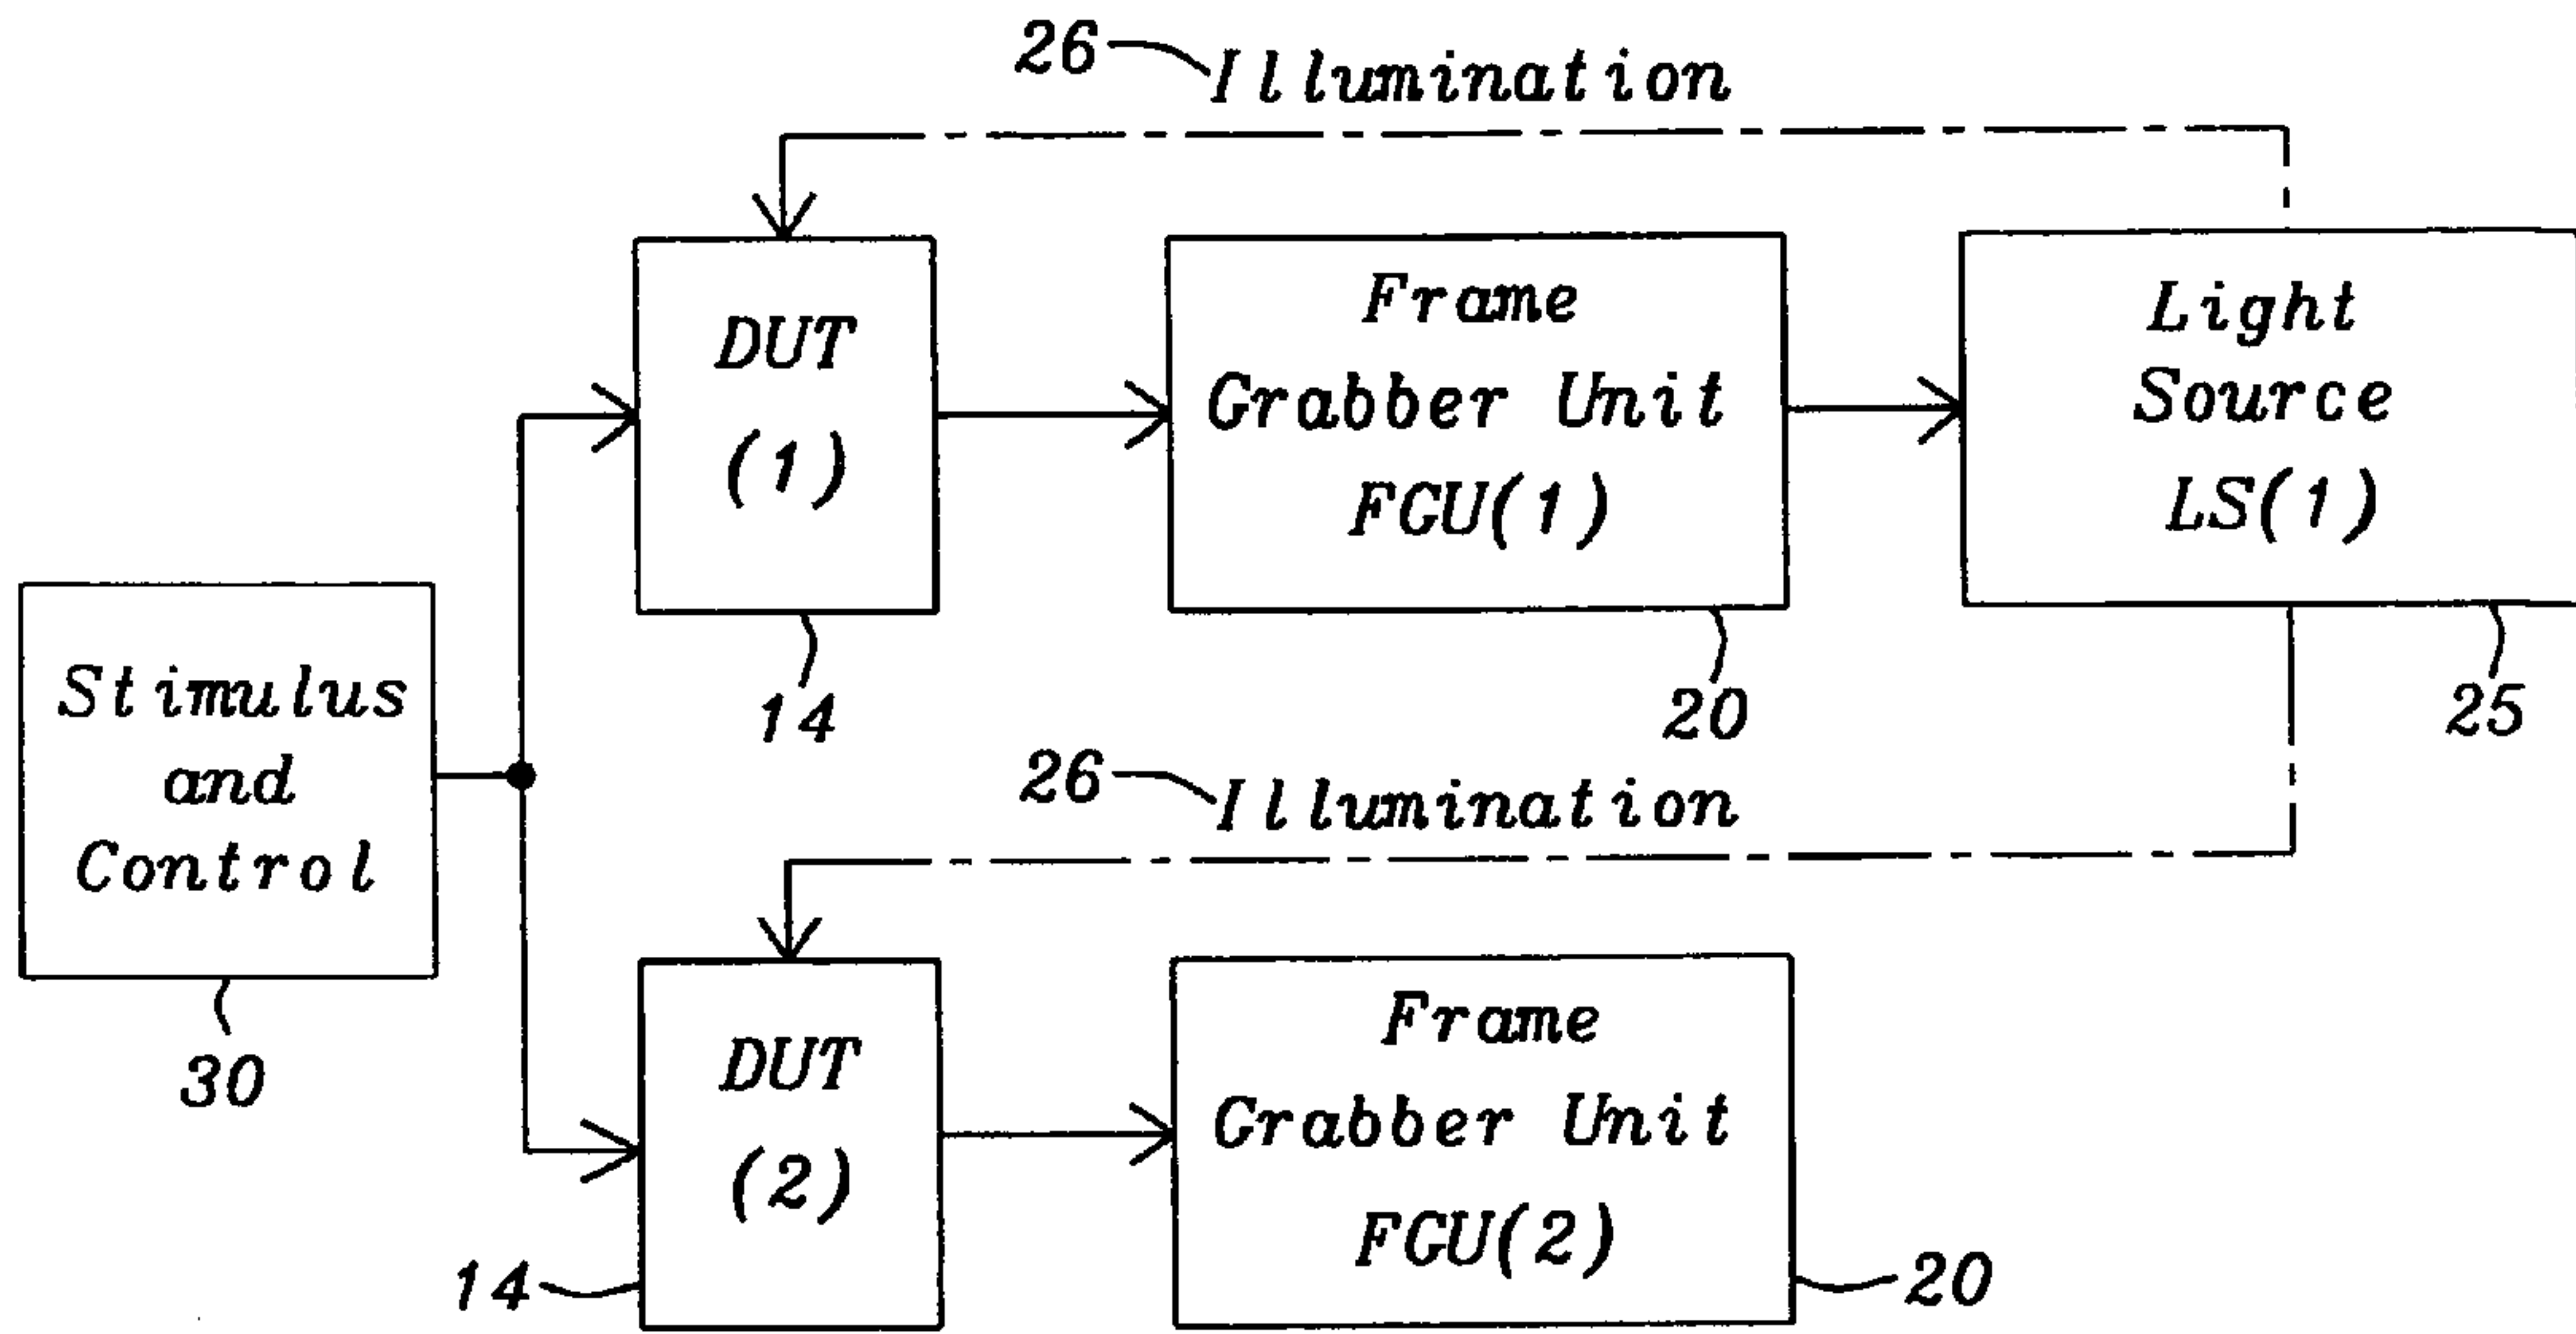 26 Illumination
DUT
(1)
Frame
Grabber Unit
FGU(1)
Light
Source
LS(1)
14
20
25
Stimulus
and
Control
30
26 Illumination
DUT
(2)
Frame
Grabber Unit
FGU(2)
14
20